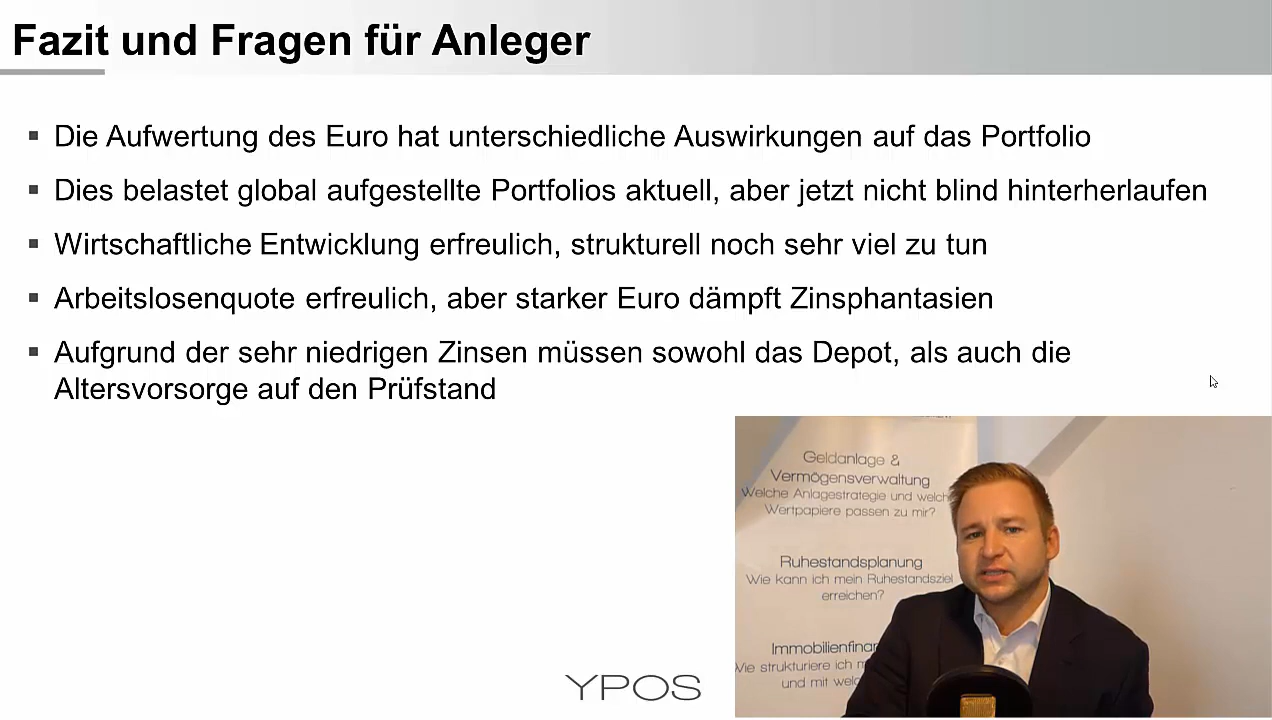 Fazit und Fragen für Anleger
Die Aufwertung des Euro hat unterschiedliche Auswirkungen auf das Portfolio
Dies belastet global aufgestellte Portfolios aktuell, aber jetzt nicht blind hinterherlaufen
Wirtschaftliche Entwicklung erfreulich, strukturell noch sehr viel zu tun
Arbeitslosenquote erfreulich, aber starker Euro dämpft Zinsphantasien
Aufgrund der sehr niedrigen Zinsen müssen sowohl das Depot, als auch die
Altersvorsorge auf den Prüfstand
Geldanlage &
Vermögensverwaltung
Welche Anlagestrategie und welch
Wertpapiere passen zu mir?
Ruhestandsplanung
Wie kann ich mein Ruhestandsziel
erreichen?
Immobilienfinan
Wie strukturiere ich
und mit welc
YPOS